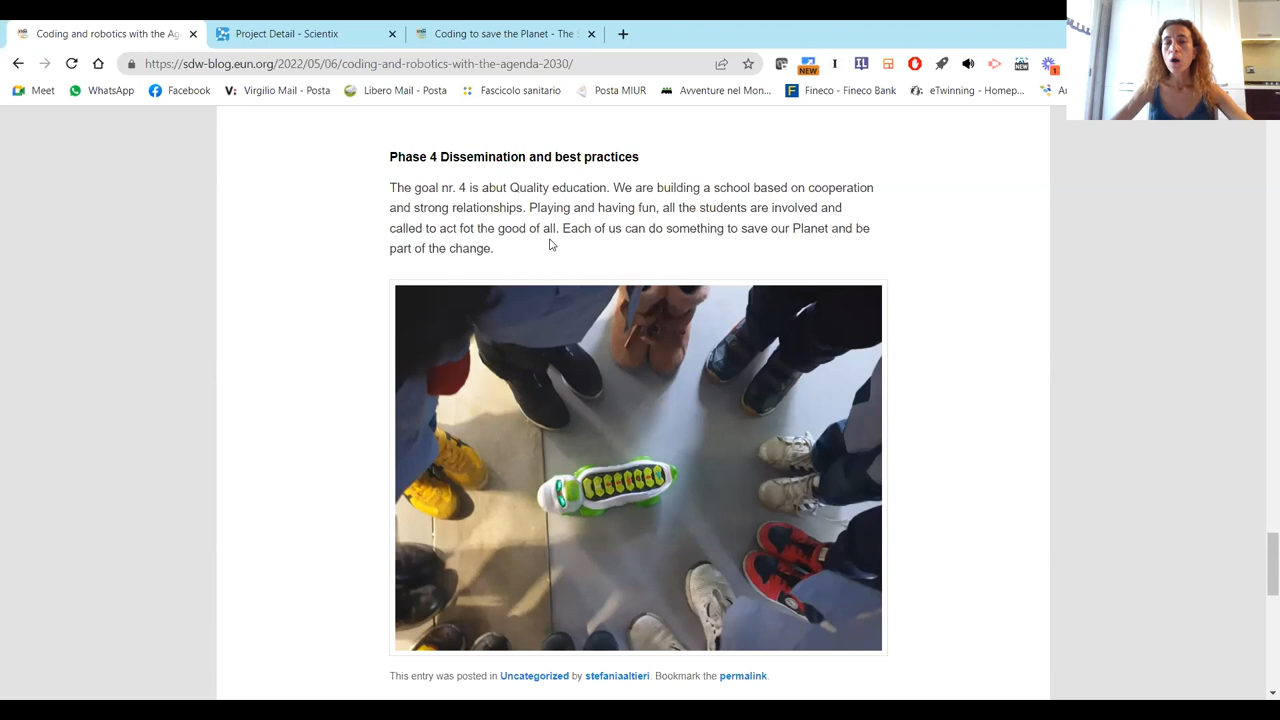 Coding and robotics with the Ag
Project Detail - Scientix
Coding to save the Planet - The S
https://sdw-blog.eun.org/2022/05/06/coding-and-robotics-with-the-agenda-2030/
NEW
NEW
1
Meet
WhatsApp
Facebook
Virgilio Mail - Posta
Libero Mail - Posta
Fascicolo sanitario
Posta MIUR
Avventure nel Mon...
Fineco - Fineco Bank
eTwinning - Homep...
Phase 4 Dissemination and best practices
The goal nr. 4 is abut Quality education. We are building a school based on cooperation
and strong relationships. Playing and having fun, all the students are involved and
called to act fot the good of all. Each of us can do something to save our Planet and be
part of the change.
This entry was posted in Uncategorized by stefaniaaltieri. Bookmark the permalink.